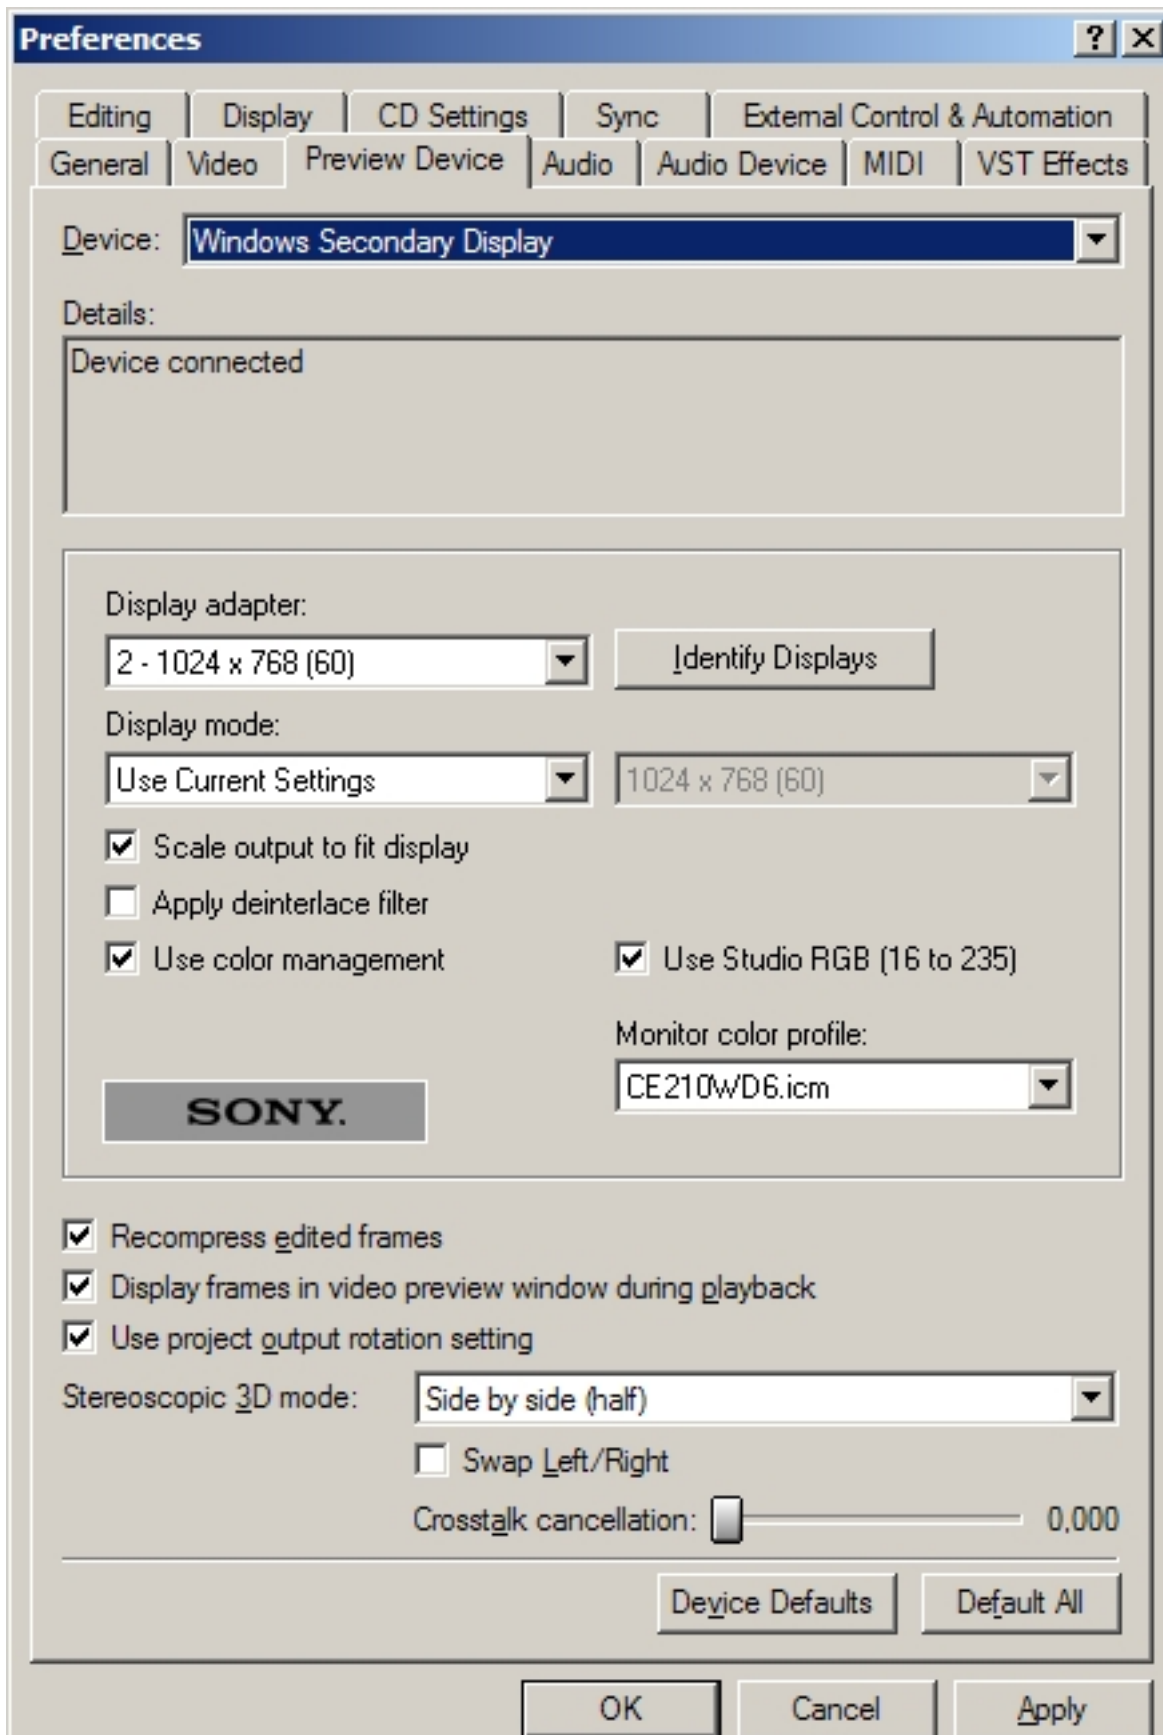 Preferences
Editing Display CD Settings Sync External Control & Automation
General Video Preview Device Audio Audio Device MIDI VST Effects
Device: Windows Secondary Display
Details:
Device connected
Display adapter:
2 - 1024 x 768 (60) Identify Displays
Display mode:
Use Current Settings 1024 x 768 (60)
Scale output to fit display
Apply deinterlace filter
Use color management Use Studio RGB (16 to 235)
Monitor color profile:
CE210WD6.icm
SONY.
Recompress edited frames
Display frames in video preview window during playback
Use project output rotation setting
Stereoscopic 3D mode: Side by side (half)
Swap Left/Right
Crosstalk cancellation: 0,000
Device Defaults Default All
OK Cancel Apply